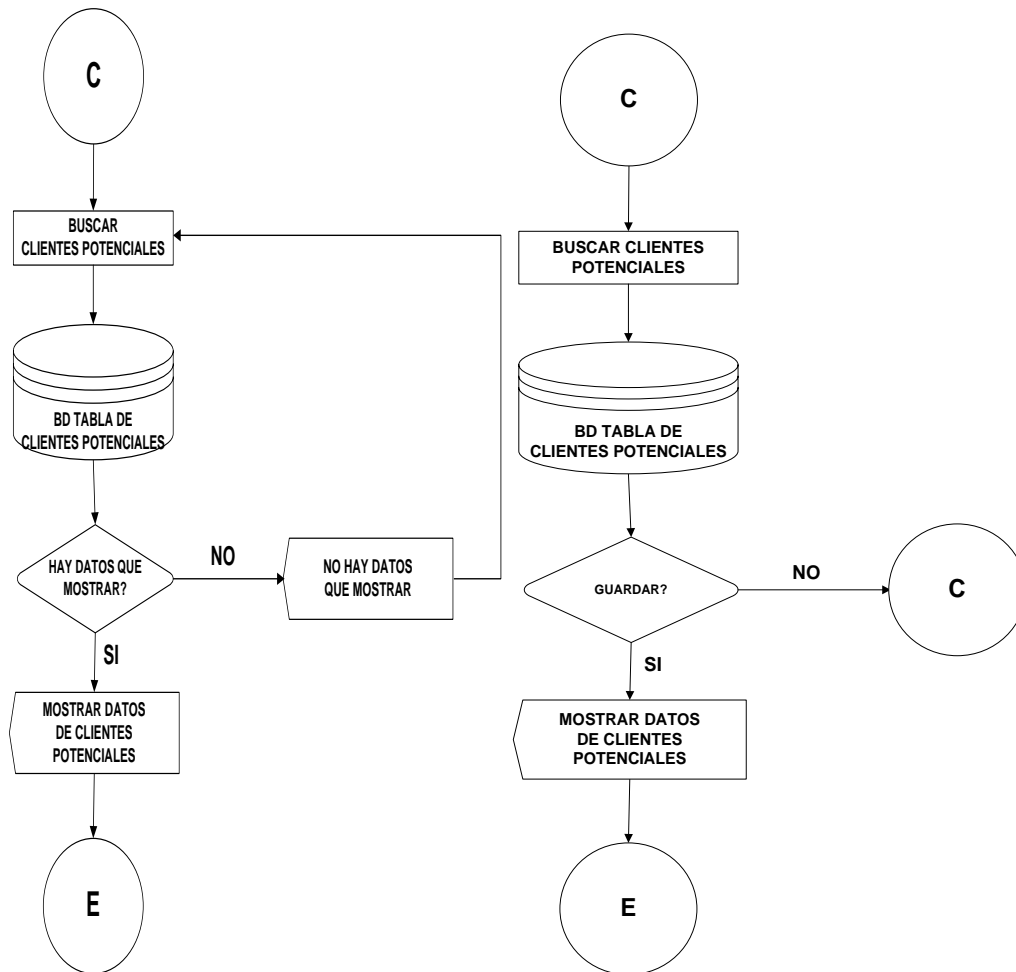 C
BUSCAR
CLIENTES POTENCIALES
BD TABLA DE
CLIENTES POTENCIALES
HAY DATOS QUE
MOSTRAR?
NO
NO HAY DATOS
QUE MOSTRAR
SI
MOSTRAR DATOS
DE CLIENTES
POTENCIALES
E
C
BUSCAR CLIENTES
POTENCIALES
BD TABLA DE
CLIENTES POTENCIALES
GUARDAR?
NO
C
SI
MOSTRAR DATOS
DE CLIENTES
POTENCIALES
E